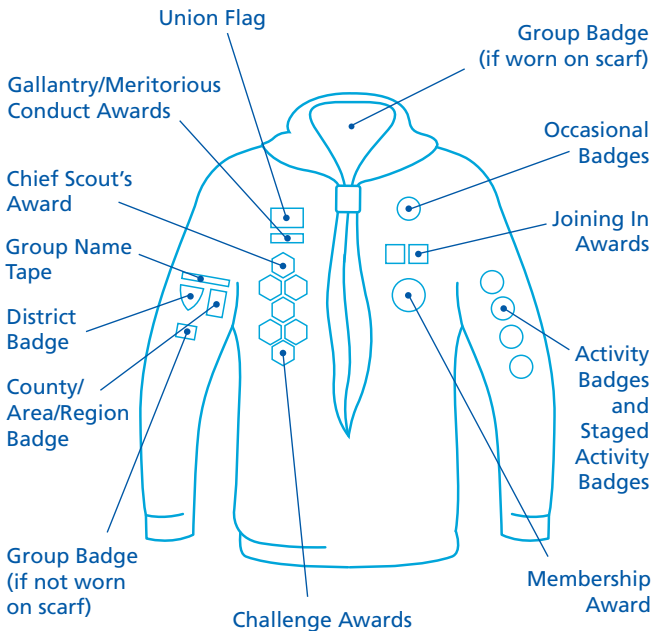 Union Flag
Group Badge
(if worn on scarf)
Gallantry/Meritorious
Conduct Awards
Occasional
Badges
Chief Scout's
Award
Joining In
Awards
Group Name
Tape
District
Badge
Activity
Badges
and
Staged
Activity
Badges
County/
Area/Region
Badge
Group Badge
(if not worn
on scarf)
Membership
Award
Challenge Awards